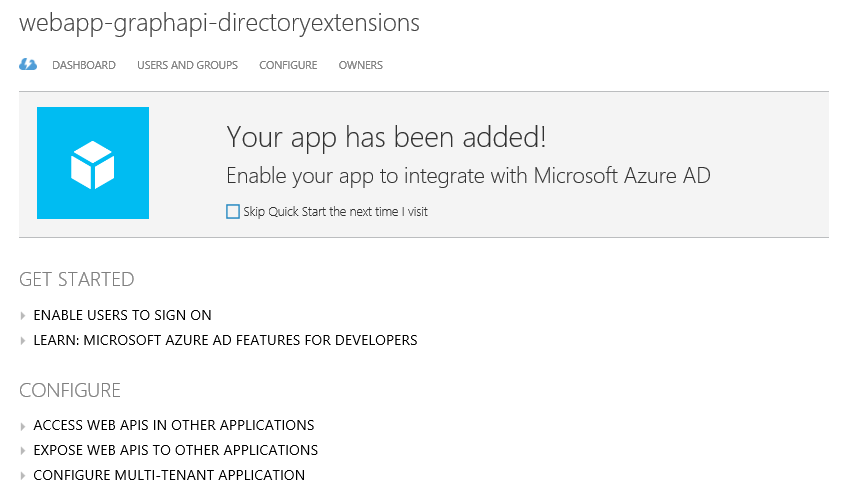 webapp-graphapi-directoryextensions
DASHBOARD USERS AND GROUPS CONFIGURE OWNERS
Your app has been added!
Enable your app to integrate with Microsoft Azure AD
Skip Quick Start the next time I visit
GET STARTED
ENABLE USERS TO SIGN ON
LEARN: MICROSOFT AZURE AD FEATURES FOR DEVELOPERS
CONFIGURE
ACCESS WEB APIS IN OTHER APPLICATIONS
EXPOSE WEB APIS TO OTHER APPLICATIONS
CONFIGURE MULTI-TENANT APPLICATION